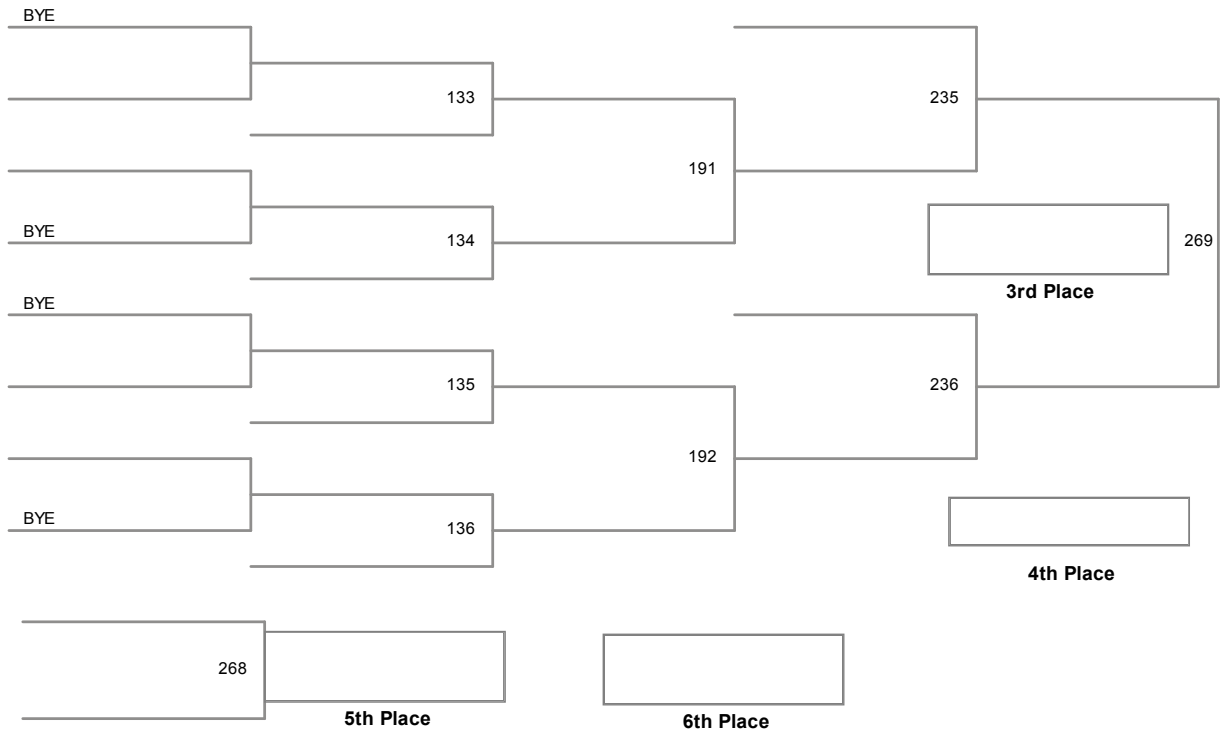 BYE
133
235
191
BYE
134
269
3rd Place
BYE
135
236
192
BYE
136
4th Place
268
5th Place
6th Place